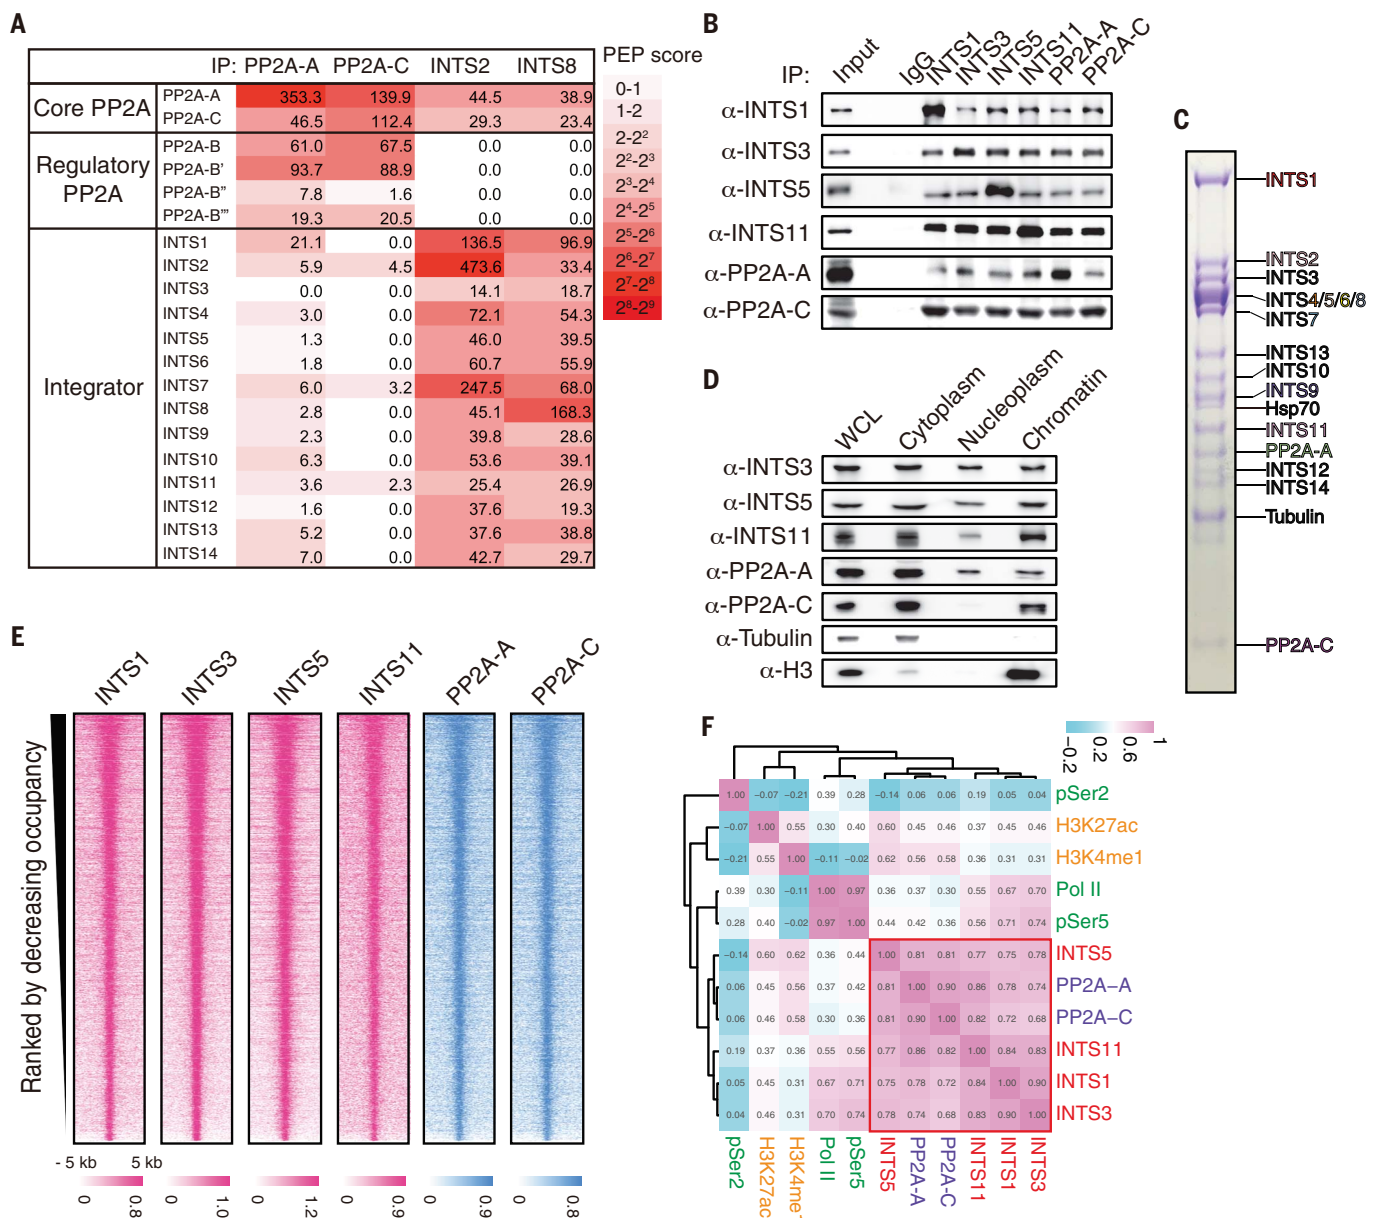 A
IP: PP2A-A PP2A-C INTS2 INTS8
Core PP2A
PP2A-A 353.3 139.9 44.5 38.9
PP2A-C 46.5 112.4 29.3 23.4
Regulatory PP2A
PP2A-B 61.0 67.5 0.0 0.0
PP2A-B' 93.7 88.9 0.0 0.0
PP2A-B'' 7.8 1.6 0.0 0.0
PP2A-B''' 19.3 20.5 0.0 0.0
Integrator
INTS1 21.1 0.0 136.5 96.9
INTS2 5.9 4.5 473.6 33.4
INTS3 0.0 0.0 14.1 18.7
INTS4 3.0 0.0 72.1 54.3
INTS5 1.3 0.0 46.0 39.5
INTS6 1.8 0.0 60.7 55.9
INTS7 6.0 3.2 247.5 68.0
INTS8 2.8 0.0 45.1 168.3
INTS9 2.3 0.0 39.8 28.6
INTS10 6.3 0.0 53.6 39.1
INTS11 3.6 2.3 25.4 26.9
INTS12 1.6 0.0 37.6 19.3
INTS13 5.2 0.0 37.6 38.8
INTS14 7.0 0.0 42.7 29.7
PEP score
0-1
1-2
2-2²
2²-2³
2³-2⁴
2⁴-2⁵
2⁵-2⁶
2⁶-2⁷
2⁷-2⁸
2⁸-2⁹
B
IP: Input IgG INTS1 INTS3 INTS5 INTS11 PP2A-A PP2A-C
α-INTS1
α-INTS3
α-INTS5
α-INTS11
α-PP2A-A
α-PP2A-C
C
INTS1
INTS2
INTS3
INTS4/5/6/8
INTS7
INTS13
INTS10
INTS9
Hsp70
INTS11
PP2A-A
INTS12
INTS14
Tubulin
PP2A-C
D
WCL Cytoplasm Nucleoplasm Chromatin
α-INTS3
α-INTS5
α-INTS11
α-PP2A-A
α-PP2A-C
α-Tubulin
α-H3
E
INTS1 INTS3 INTS5 INTS11 PP2A-A PP2A-C
Ranked by decreasing occupancy
- 5 kb 5 kb
0 0.8 0 1.0 0 1.2 0 0.9 0 0.9 0 0.8
F
−0.2 0.2 0.6 1
1.00 −0.07 −0.21 0.39 0.28 −0.14 0.06 0.06 0.19 0.05 0.04 pSer2
−0.07 1.00 0.55 0.30 0.40 0.60 0.45 0.46 0.37 0.45 0.46 H3K27ac
−0.21 0.55 1.00 −0.11 −0.02 0.62 0.56 0.58 0.36 0.31 0.31 H3K4me1
0.39 0.30 −0.11 1.00 0.97 0.36 0.37 0.30 0.55 0.67 0.70 Pol II
0.28 0.40 −0.02 0.97 1.00 0.44 0.42 0.36 0.56 0.71 0.74 pSer5
−0.14 0.60 0.62 0.36 0.44 1.00 0.81 0.81 0.77 0.75 0.78 INTS5
0.06 0.45 0.56 0.37 0.42 0.81 1.00 0.90 0.86 0.78 0.74 PP2A−A
0.06 0.46 0.58 0.30 0.36 0.81 0.90 1.00 0.82 0.72 0.68 PP2A−C
0.19 0.37 0.36 0.55 0.56 0.77 0.86 0.82 1.00 0.84 0.83 INTS11
0.05 0.45 0.31 0.67 0.71 0.75 0.78 0.72 0.84 1.00 0.90 INTS1
0.04 0.46 0.31 0.70 0.74 0.78 0.74 0.68 0.83 0.90 1.00 INTS3
pSer2 H3K27ac H3K4me Pol II pSer5 INTS5 PP2A-A PP2A-C INTS11 INTS1 INTS3